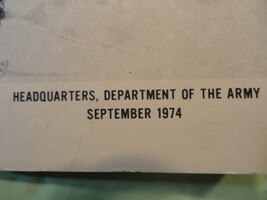 HEADQUARTERS, DEPARTMENT OF THE ARMY
SEPTEMBER 1974